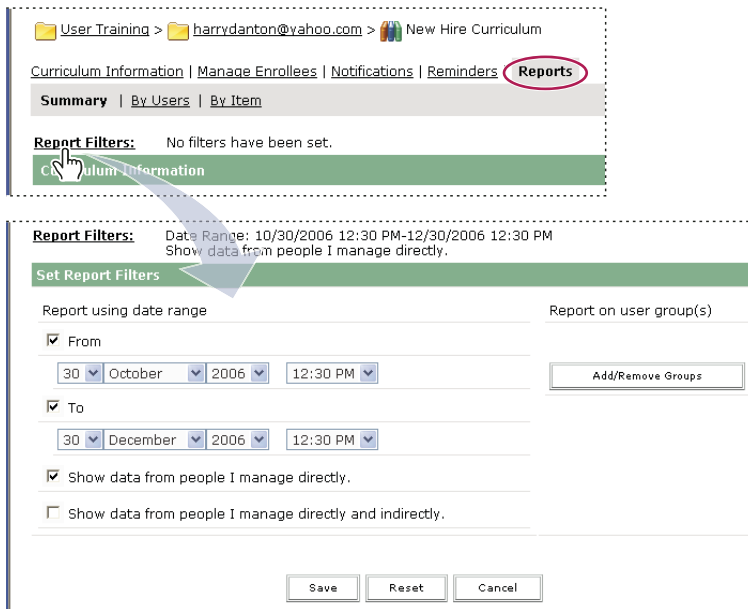 User Training > harrydanton@yahoo.com > New Hire Curriculum
Curriculum Information | Manage Enrollees | Notifications | Reminders | Reports
Summary | By Users | By Item
Report Filters: No filters have been set.
Curriculum Information
Report Filters: Date Range: 10/30/2006 12:30 PM-12/30/2006 12:30 PM
Show data from people I manage directly.
Set Report Filters
Report using date range
Report on user group(s)
From
30 October 2006 12:30 PM
Add/Remove Groups
To
30 December 2006 12:30 PM
Show data from people I manage directly.
Show data from people I manage directly and indirectly.
Save Reset Cancel